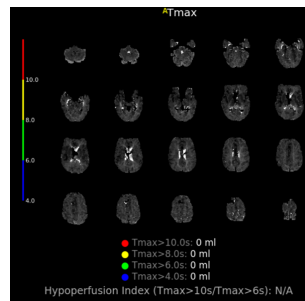 ATmax
10.0
8.0
6.0
4.0
Tmax>10.0s: 0 ml
Tmax>8.0s: 0 ml
Tmax>6.0s: 0 ml
Tmax>4.0s: 0 ml
Hypoperfusion Index (Tmax>10s/Tmax>6s): N/A